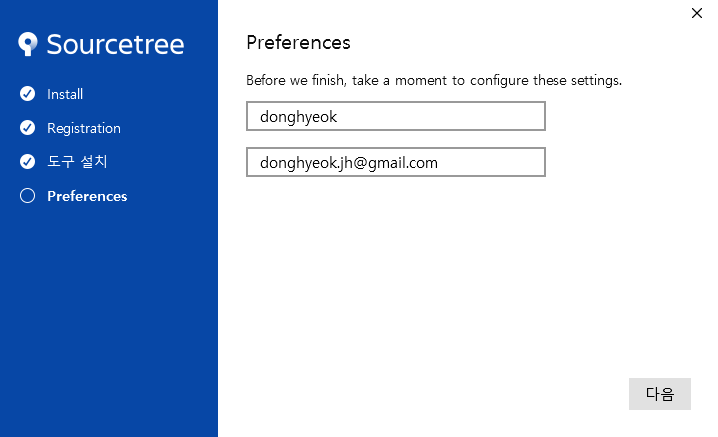 Sourcetree
Install
Registration
도구 설치
Preferences
Preferences
Before we finish, take a moment to configure these settings.
donghyeok
donghyeok.jh@gmail.com
다음